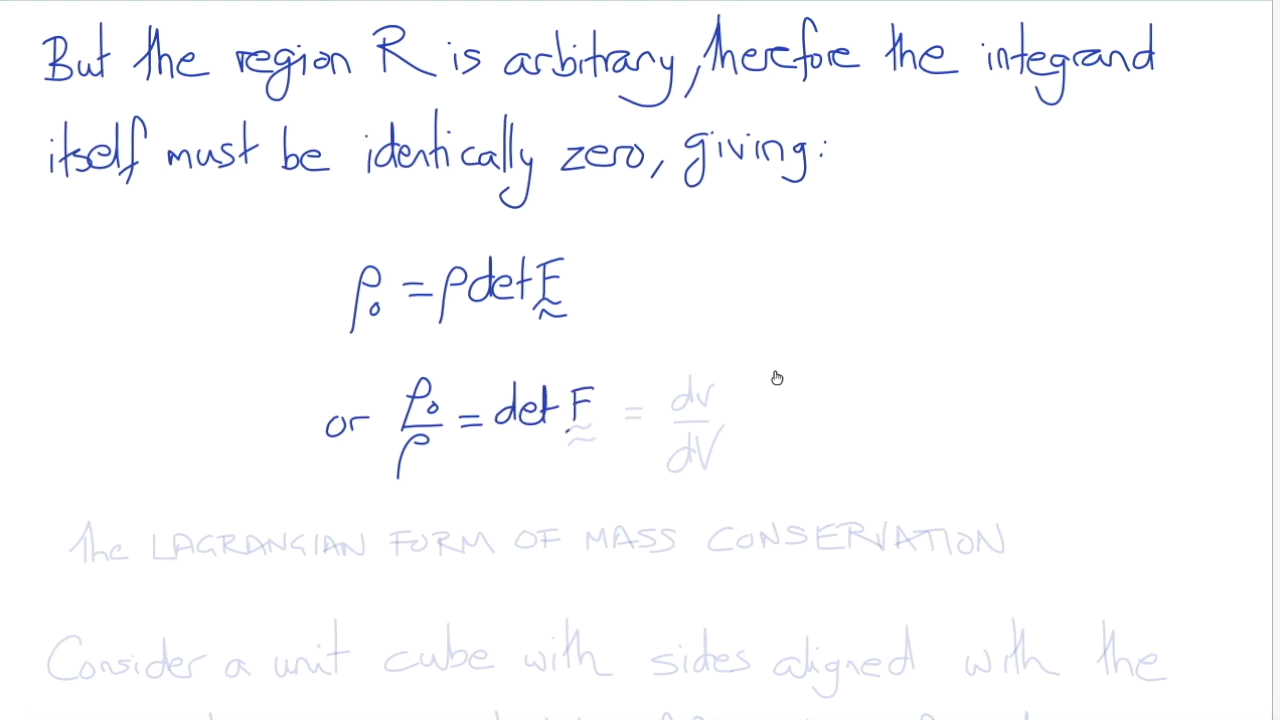 But the region R is arbitrary, therefore the integrand
itself must be identically zero, giving:
ρ₀ = ρ det F̰
or ρ₀/ρ = det F̰ = dv/dV
The LAGRANGIAN FORM OF MASS CONSERVATION
Consider a unit cube with sides aligned with the